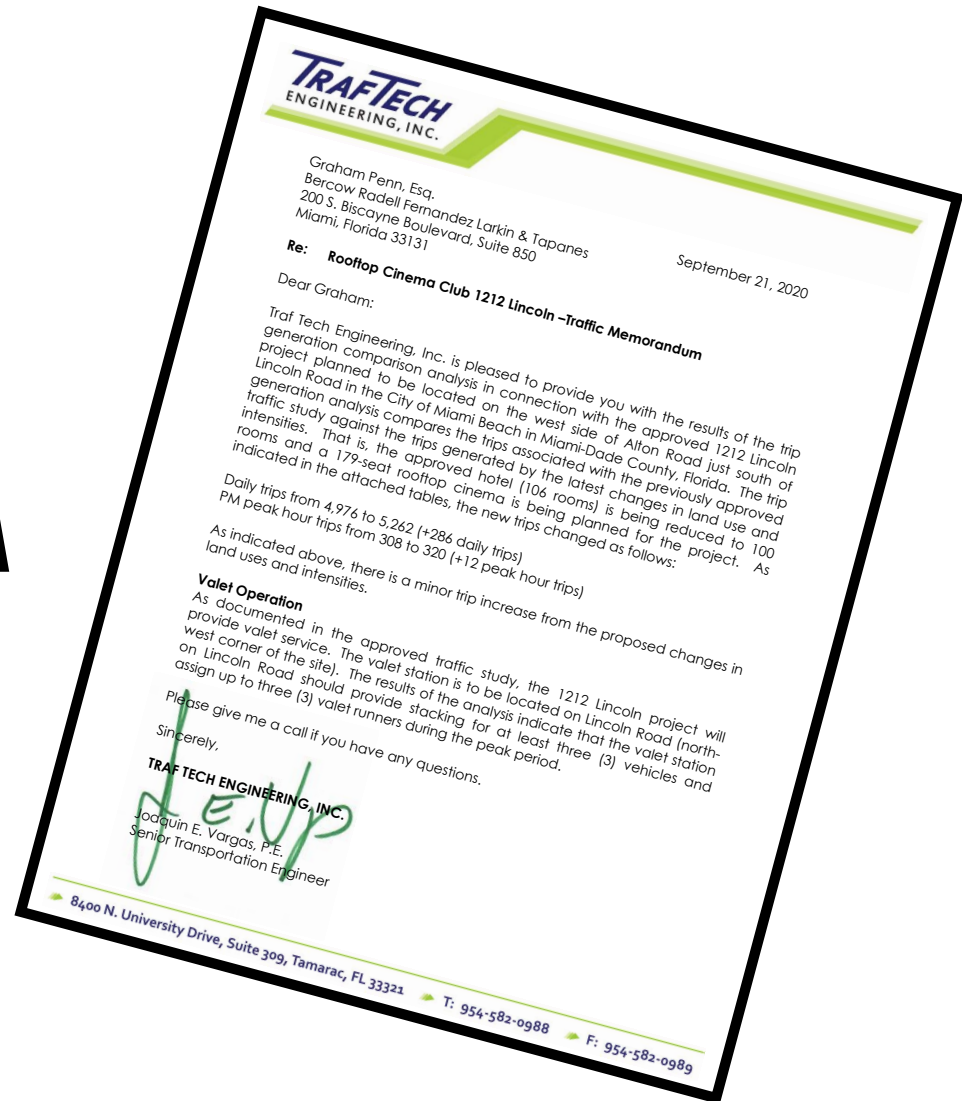 TRAFTECH
ENGINEERING, INC.
Graham Penn, Esq.
Bercow Radell Fernandez Larkin & Tapanes
200 S. Biscayne Boulevard, Suite 850
Miami, Florida 33131
September 21, 2020
Re: Rooftop Cinema Club 1212 Lincoln –Traffic Memorandum
Dear Graham:
Traf Tech Engineering, Inc. is pleased to provide you with the results of the trip
generation comparison analysis in connection with the approved 1212 Lincoln
project planned to be located on the west side of Alton Road just south of
Lincoln Road in the City of Miami Beach in Miami-Dade County, Florida. The trip
generation analysis compares the trips associated with the previously approved
traffic study against the trips generated by the latest changes in land use and
intensities. That is, the approved hotel (106 rooms) is being reduced to 100
rooms and a 179-seat rooftop cinema is being planned for the project. As
indicated in the attached tables, the new trips changed as follows:
Daily trips from 4,976 to 5,262 (+286 daily trips)
PM peak hour trips from 308 to 320 (+12 peak hour trips)
As indicated above, there is a minor trip increase from the proposed changes in
land uses and intensities.
Valet Operation
As documented in the approved traffic study, the 1212 Lincoln project will
provide valet service. The valet station is to be located on Lincoln Road (north-
west corner of the site). The results of the analysis indicate that the valet station
on Lincoln Road should provide stacking for at least three (3) vehicles and
assign up to three (3) valet runners during the peak period.
Please give me a call if you have any questions.
Sincerely,
TRAF TECH ENGINEERING, INC.
Joaquin E. Vargas, P.E.
Senior Transportation Engineer
8400 N. University Drive, Suite 309, Tamarac, FL 33321 T: 954-582-0988 F: 954-582-0989